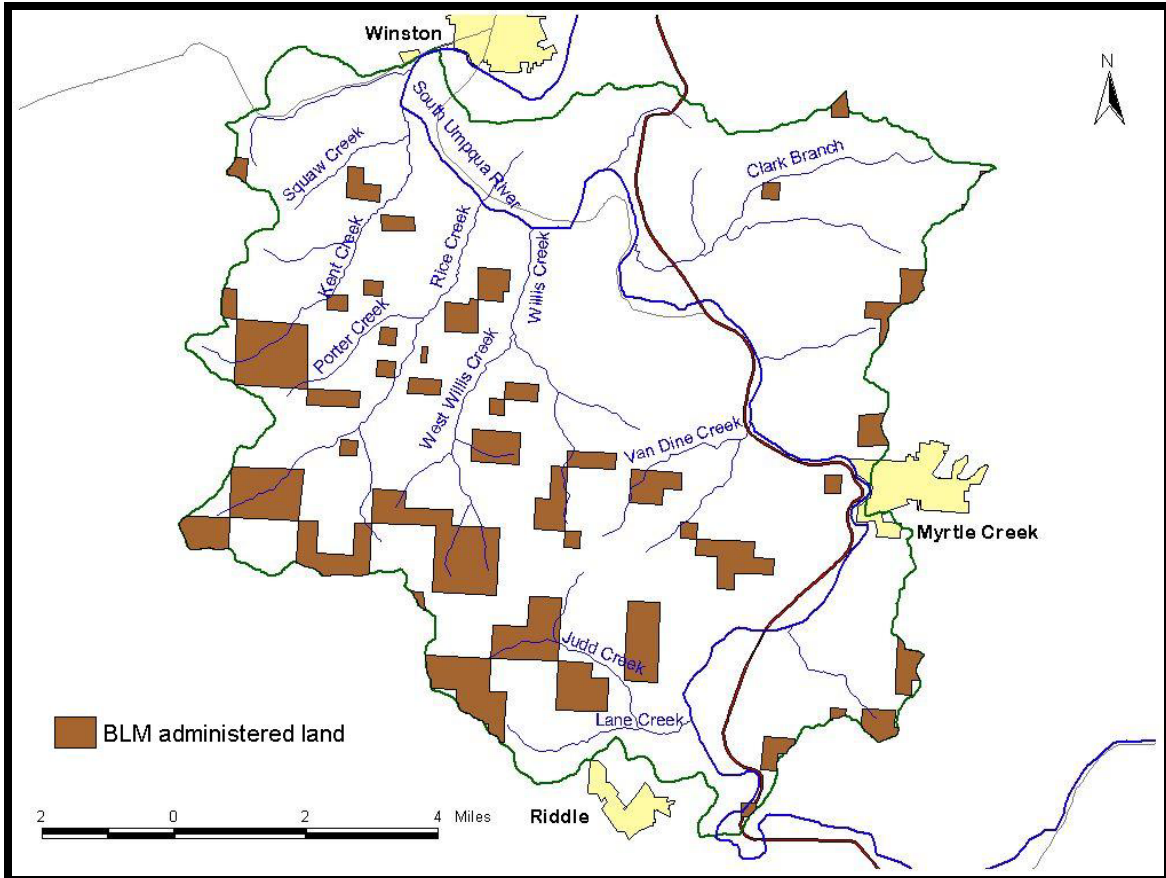 Winston
N
South Umpqua River
Squaw Creek
Clark Branch
Kent Creek
Rice Creek
Willis Creek
Porter Creek
West Willis Creek
Van Dine Creek
Myrtle Creek
Judd Creek
Lane Creek
BLM administered land
Riddle
2 0 2 4 Miles